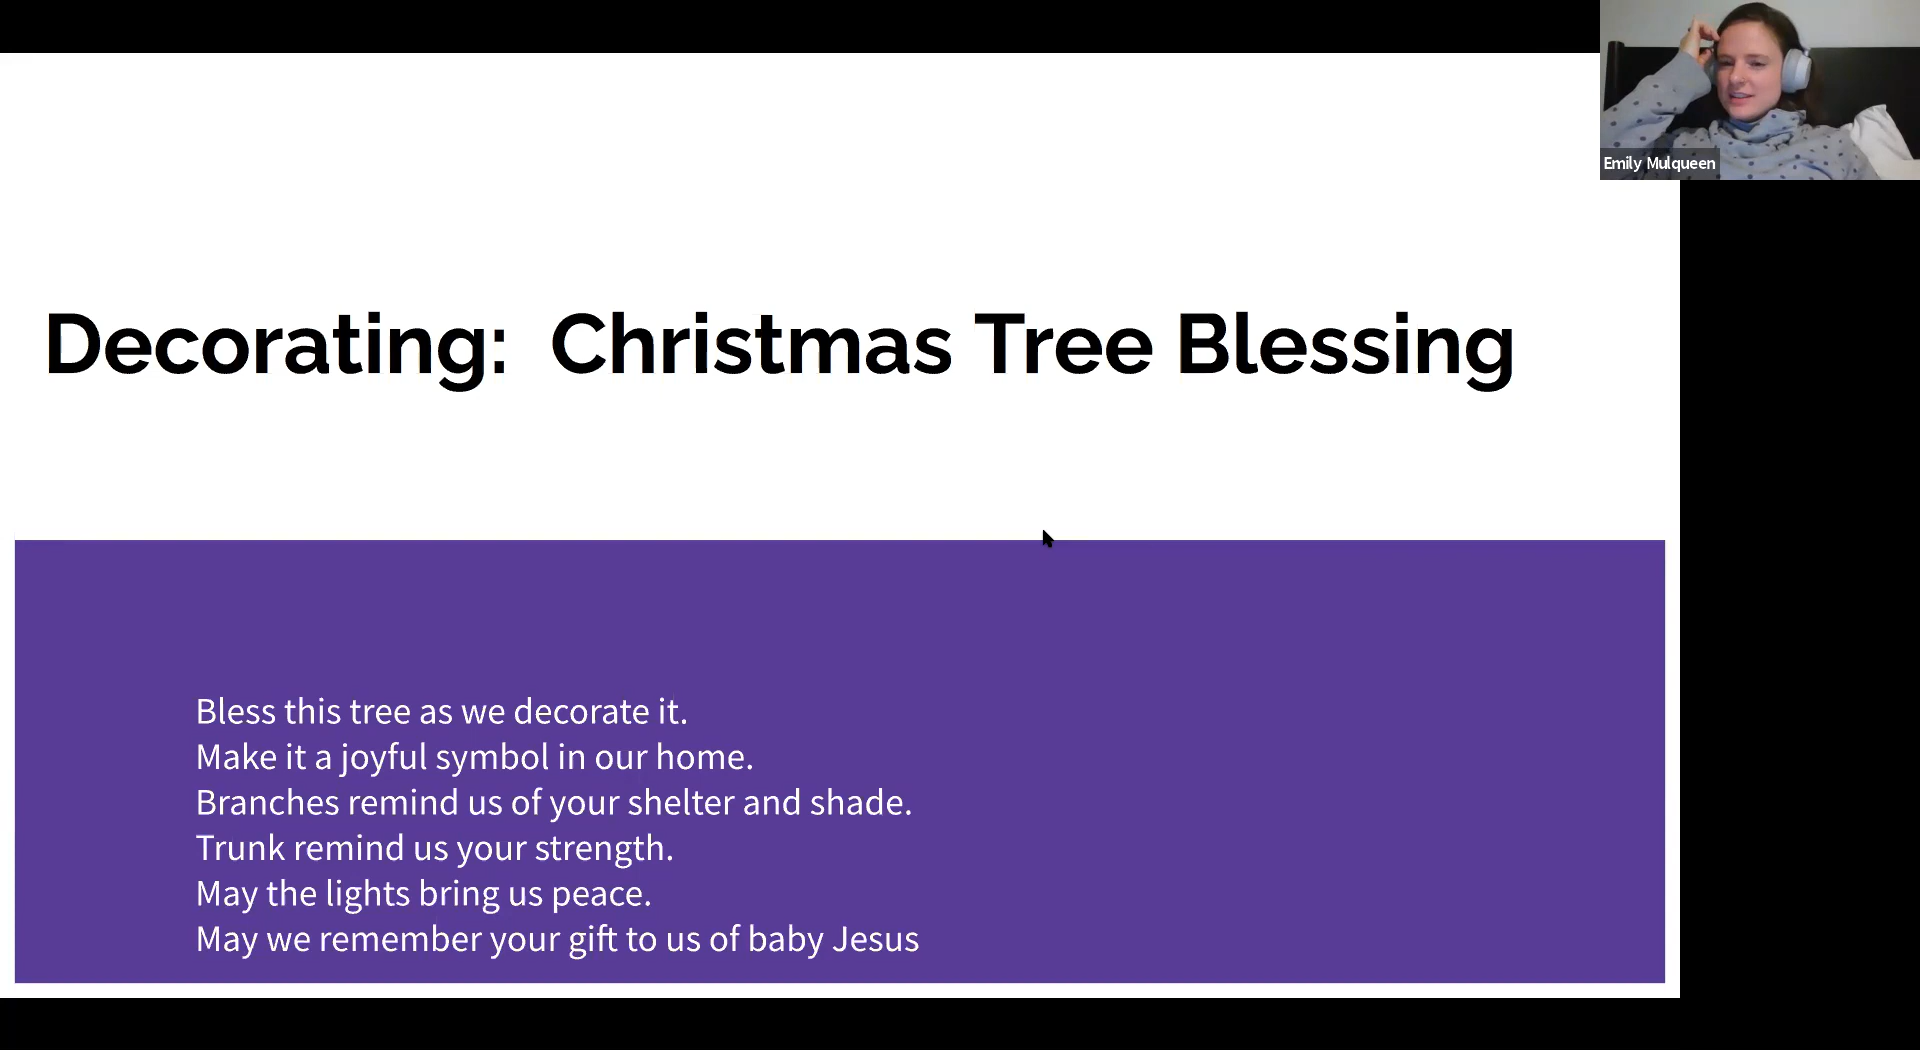 Emily Mulqueen
Decorating: Christmas Tree Blessing
Bless this tree as we decorate it.
Make it a joyful symbol in our home.
Branches remind us of your shelter and shade.
Trunk remind us your strength.
May the lights bring us peace.
May we remember your gift to us of baby Jesus